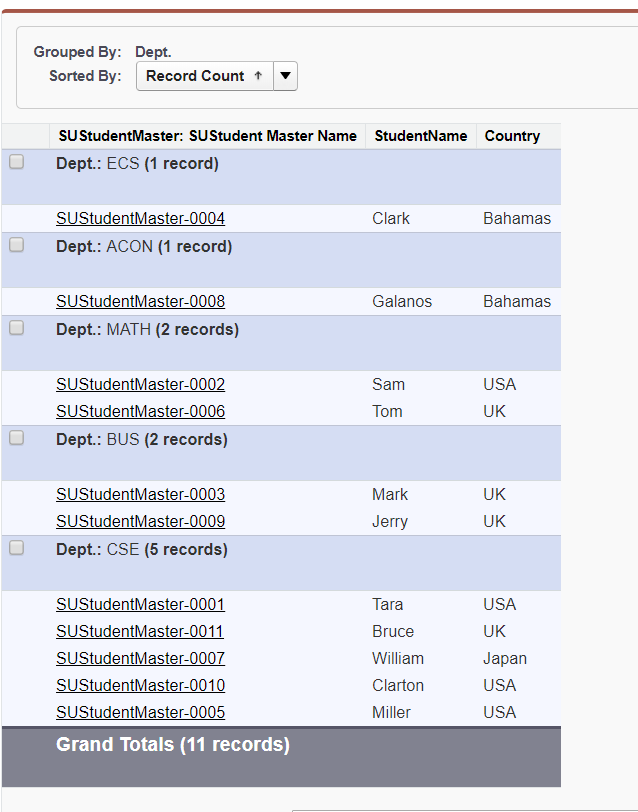 Grouped By: Dept.
Sorted By: Record Count ↑
SUStudentMaster: SUStudent Master Name StudentName Country
Dept.: ECS (1 record)
SUStudentMaster-0004 Clark Bahamas
Dept.: ACON (1 record)
SUStudentMaster-0008 Galanos Bahamas
Dept.: MATH (2 records)
SUStudentMaster-0002 Sam USA
SUStudentMaster-0006 Tom UK
Dept.: BUS (2 records)
SUStudentMaster-0003 Mark UK
SUStudentMaster-0009 Jerry UK
Dept.: CSE (5 records)
SUStudentMaster-0001 Tara USA
SUStudentMaster-0011 Bruce UK
SUStudentMaster-0007 William Japan
SUStudentMaster-0010 Clarton USA
SUStudentMaster-0005 Miller USA
Grand Totals (11 records)